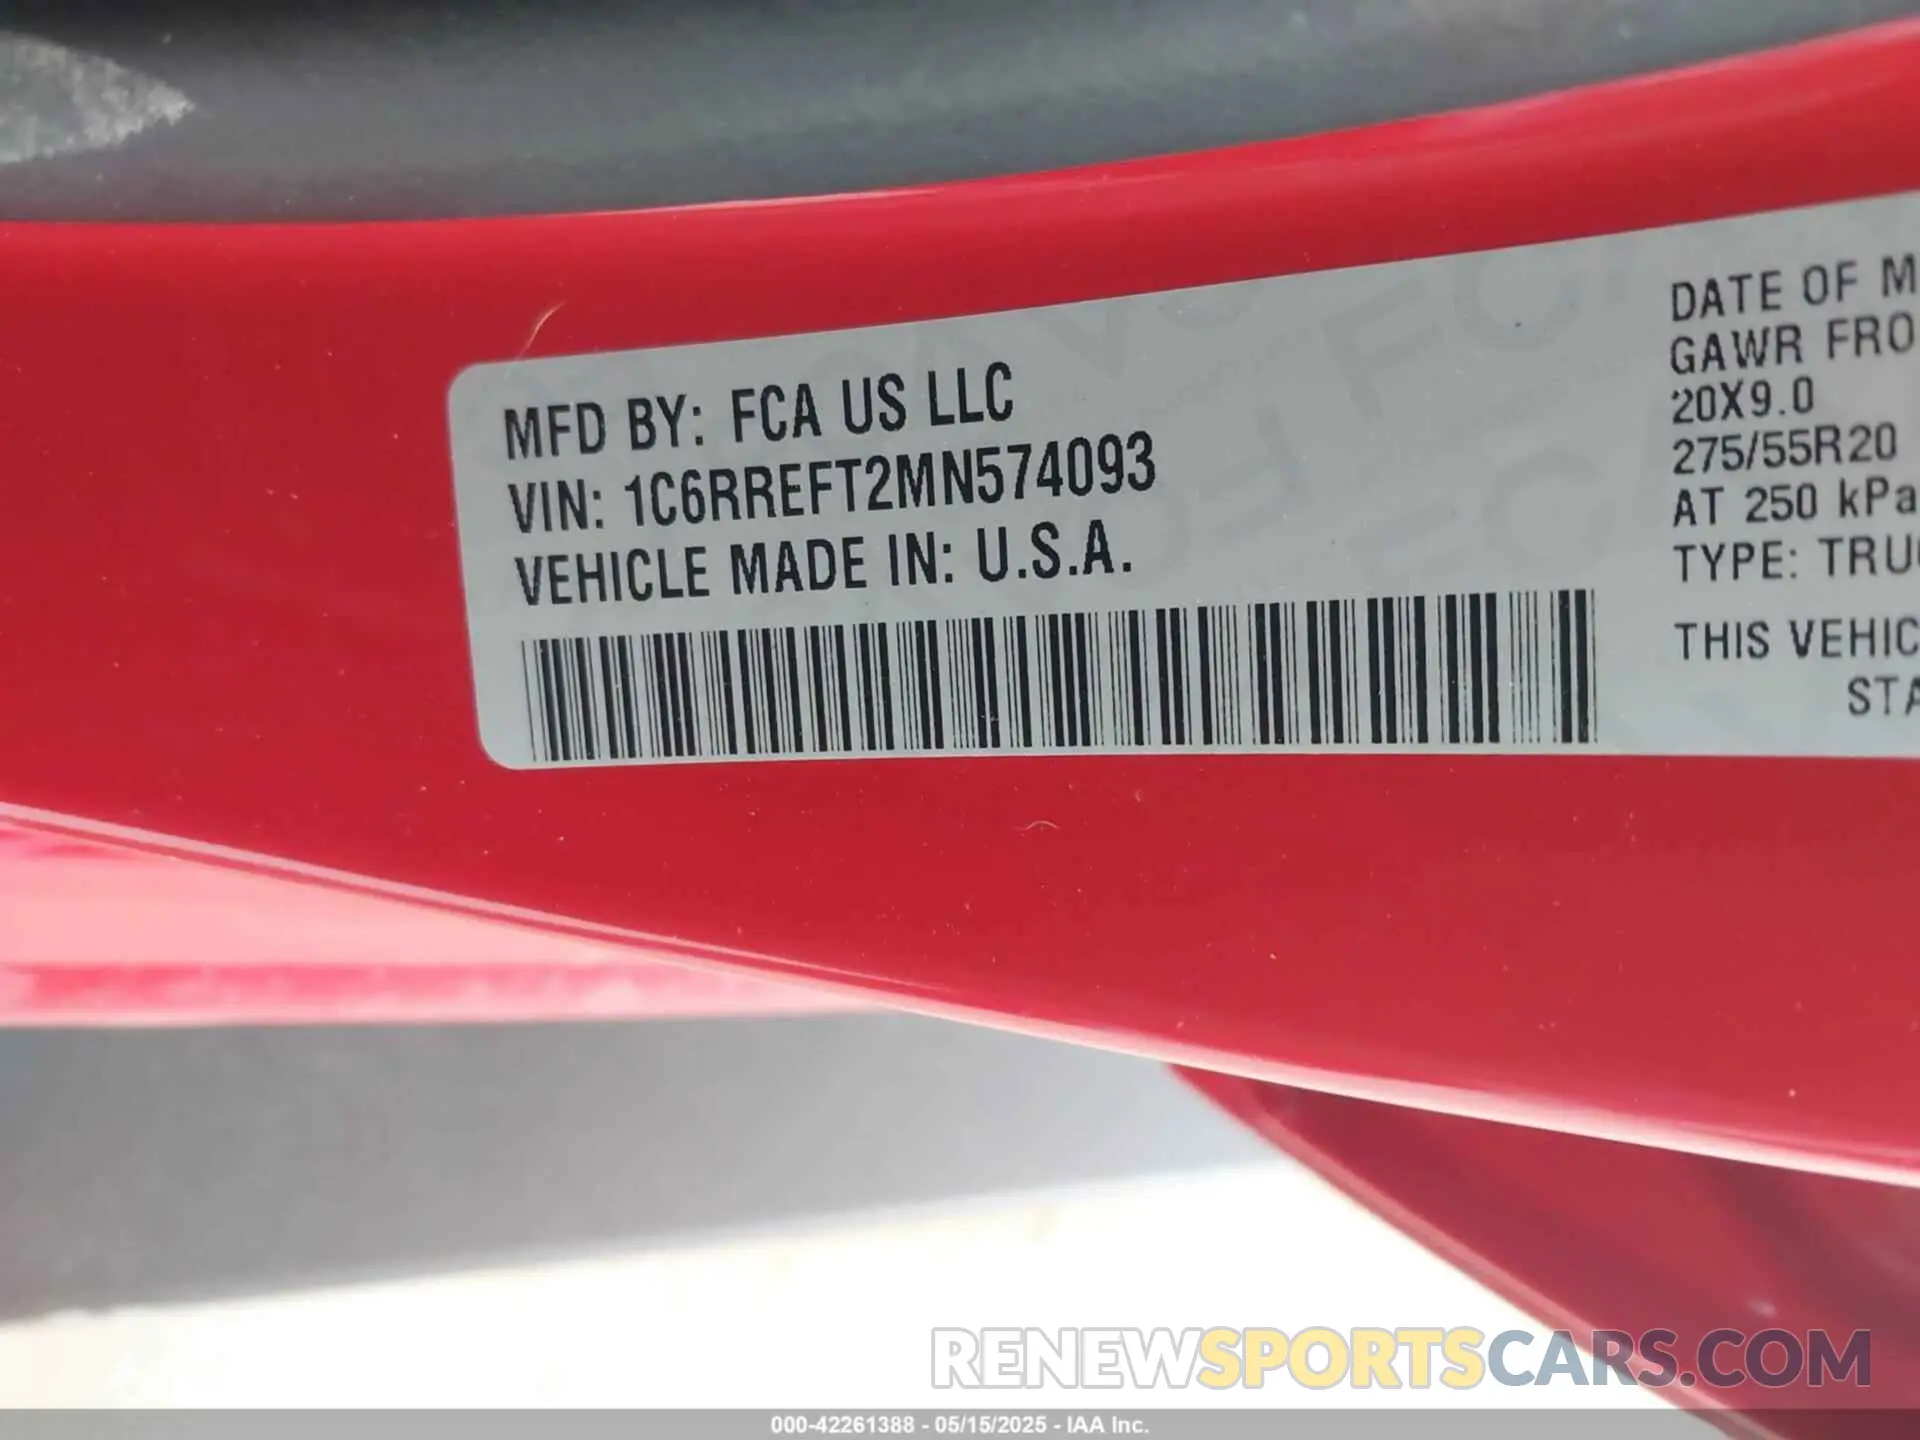 MFD BY: FCA US LLC
VIN: 1C6RREFT2MN574093
VEHICLE MADE IN: U.S.A.
DATE OF M
GAWR FRO
20X9.0
275/55R20
AT 250 kPa
TYPE: TRU
THIS VEHIC
STA
RENEWSPORTSCARS.COM
000-42261388 - 05/15/2025 - IAA Inc.